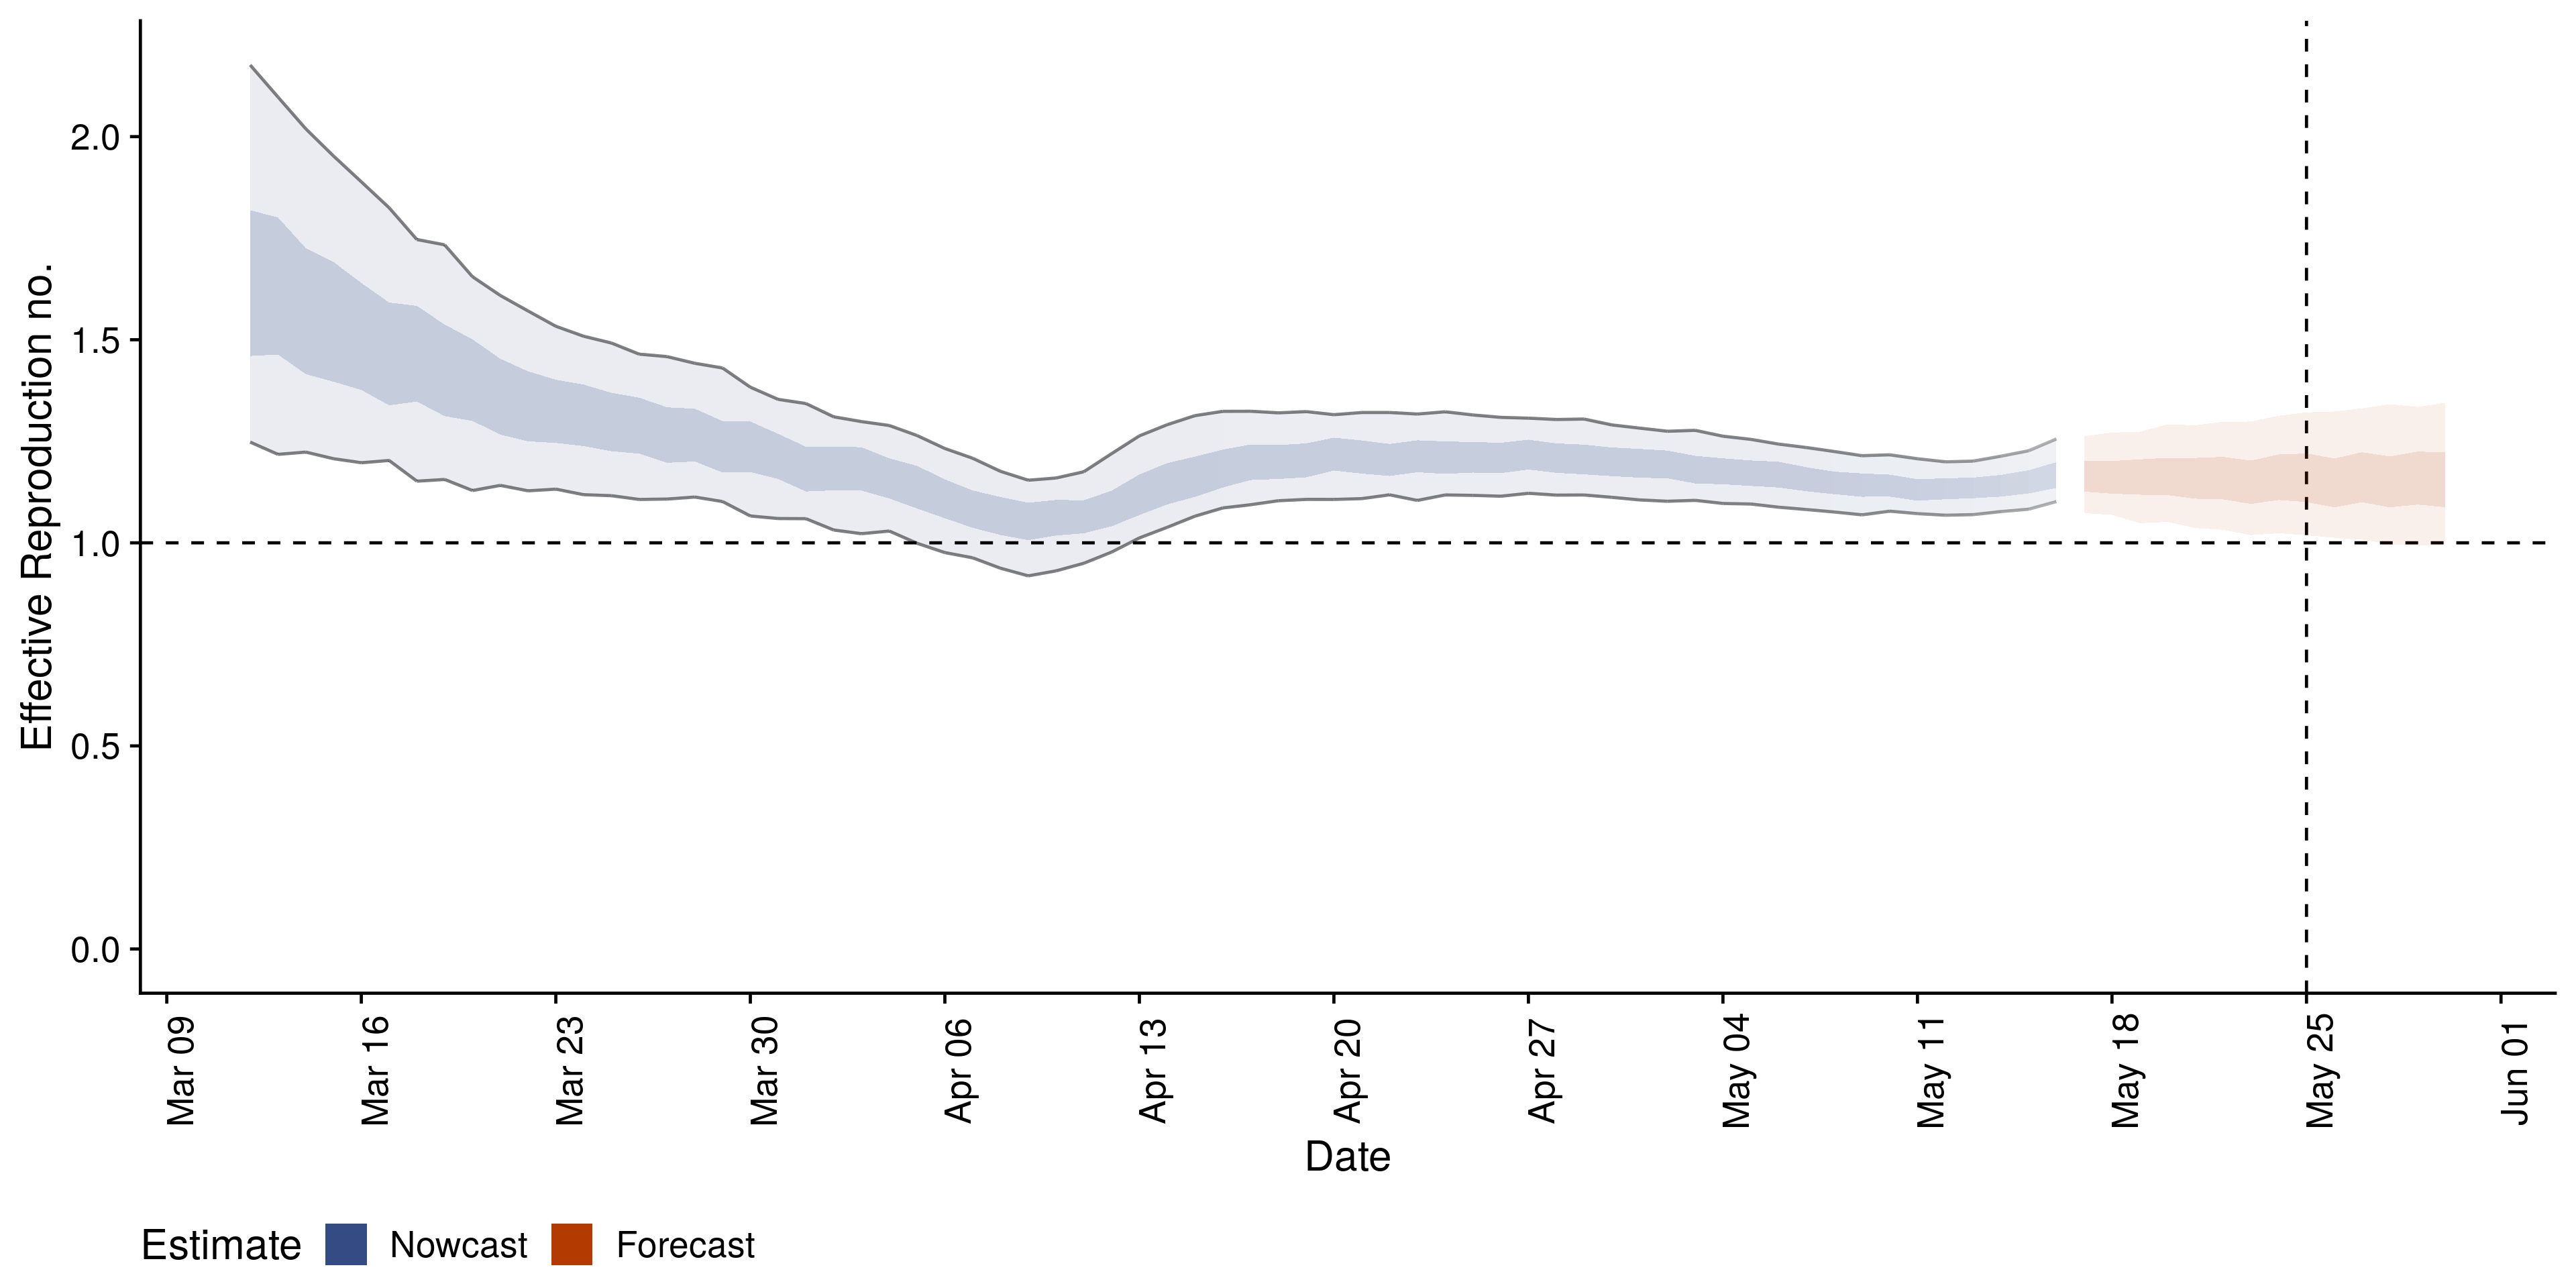 Effective Reproduction no.
2.0
1.5
1.0
0.5
0.0
Mar 09
Mar 16
Mar 23
Mar 30
Apr 06
Apr 13
Apr 20
Apr 27
May 04
May 11
May 18
May 25
Jun 01
Date
Estimate Nowcast Forecast